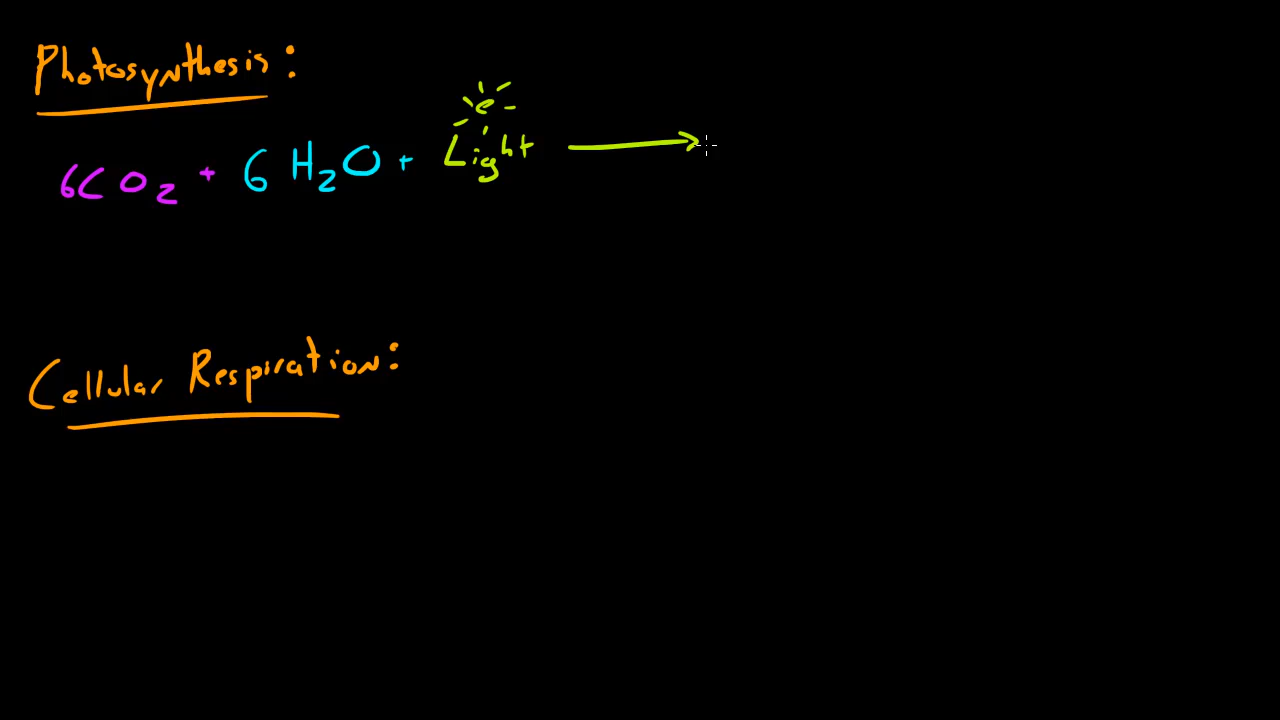 Photosynthesis:
e
6CO₂ + 6 H₂O + Light →
Cellular Respiration: